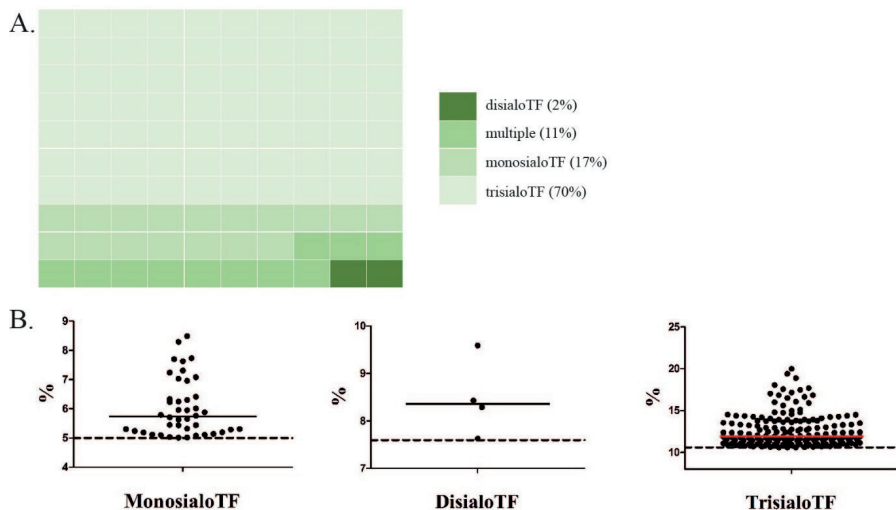 A.
disialoTF (2%)
multiple (11%)
monosialoTF (17%)
trisialoTF (70%)
B.
9
8
7
6
5
4
%
MonosialoTF
10
9
8
7
%
DisialoTF
25
20
15
10
%
TrisialoTF